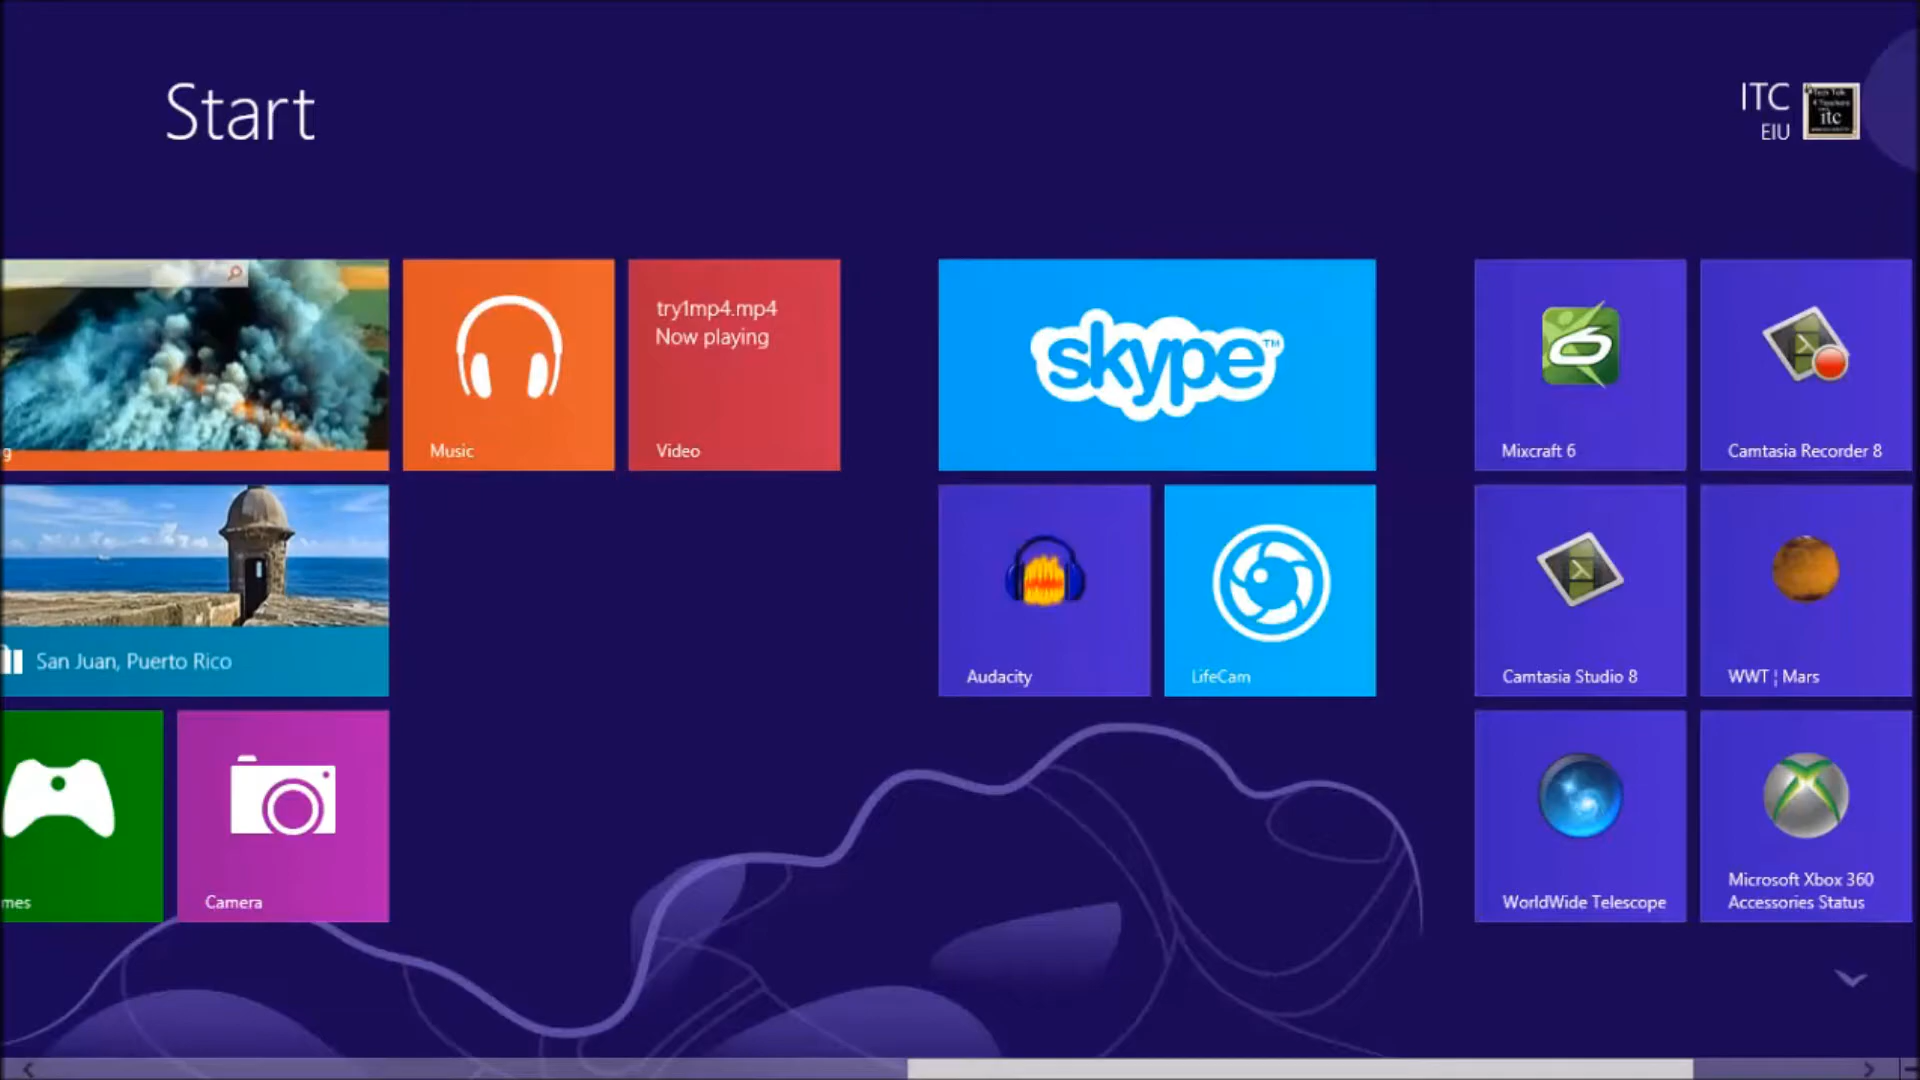 Start
ITC
EIU
itc
g
Music
try1mp4.mp4
Now playing
Video
skype™
Mixcraft 6
Camtasia Recorder 8
San Juan, Puerto Rico
Audacity
LifeCam
Camtasia Studio 8
WWT ¦ Mars
mes
Camera
WorldWide Telescope
Microsoft Xbox 360
Accessories Status